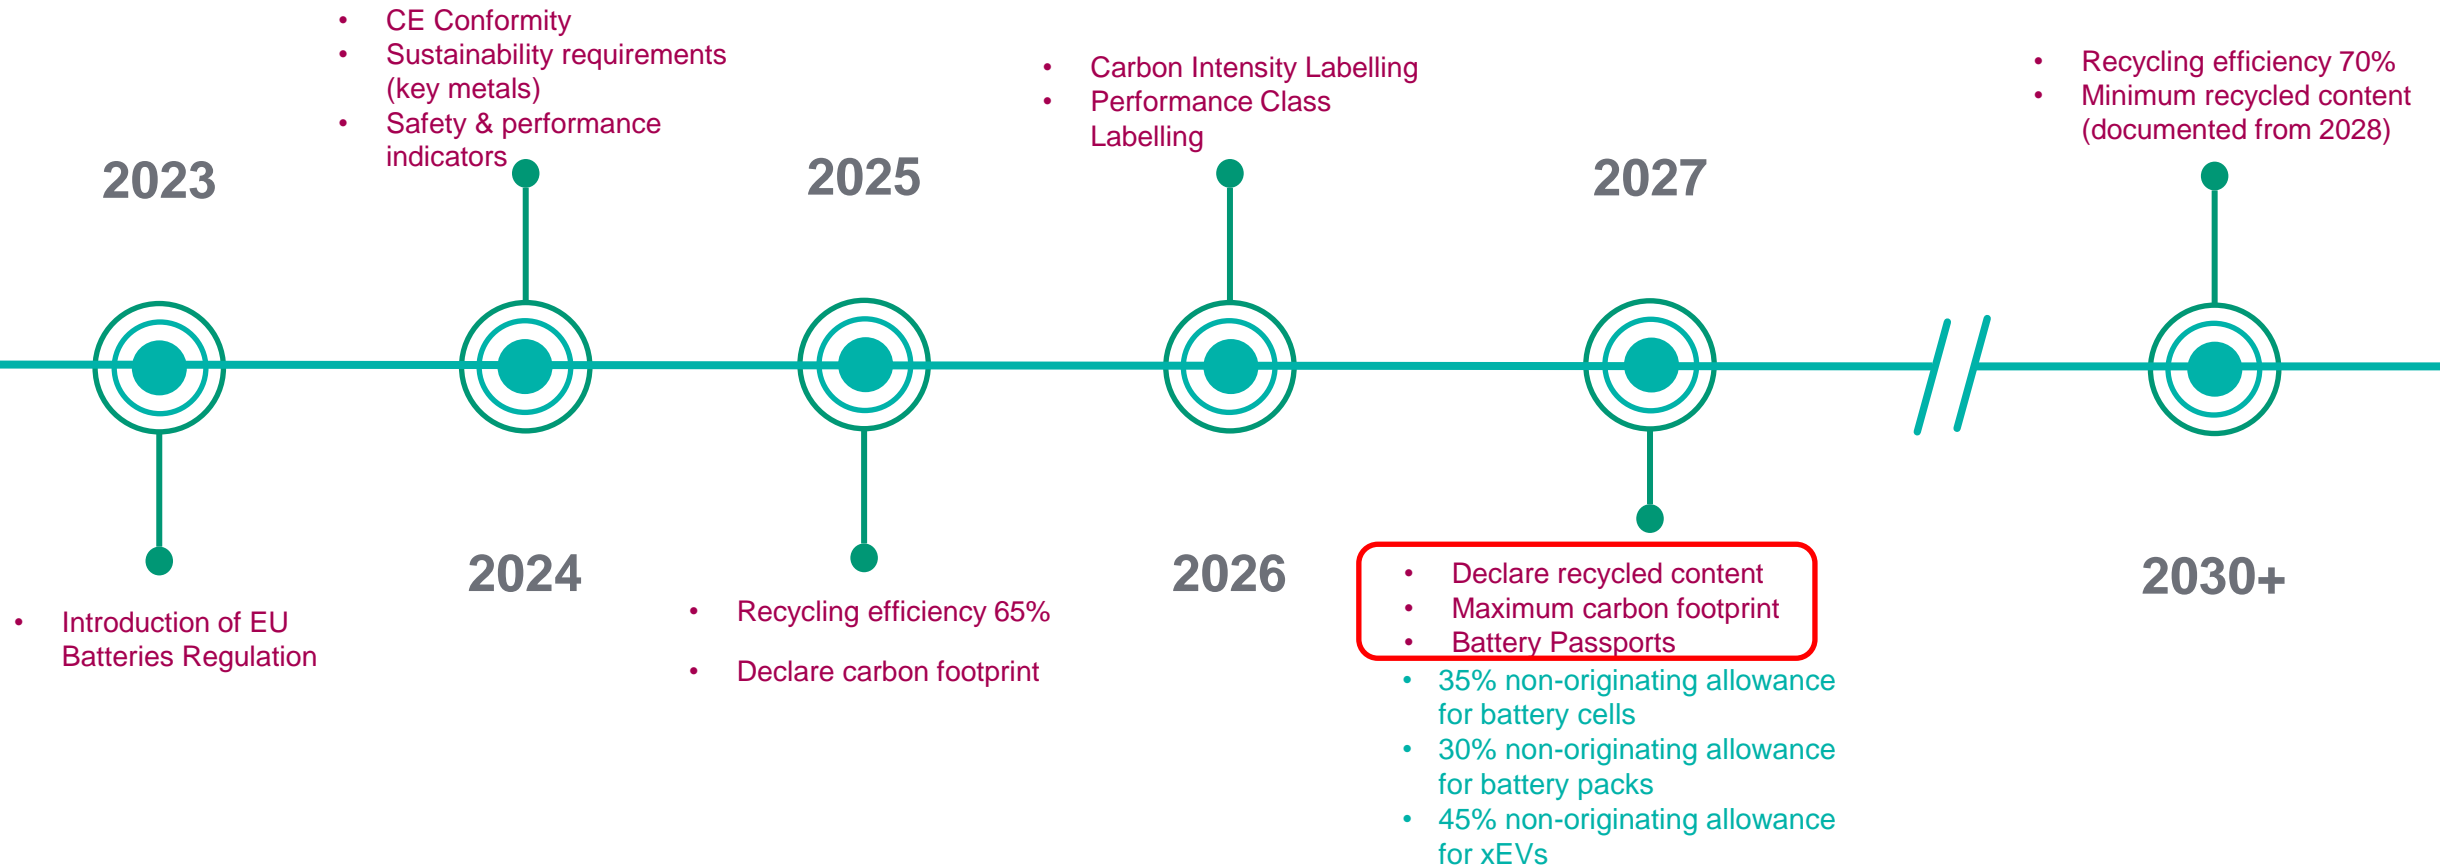 • CE Conformity
• Sustainability requirements
(key metals)
• Safety & performance
indicators
• Carbon Intensity Labelling
• Performance Class
Labelling
• Recycling efficiency 70%
• Minimum recycled content
(documented from 2028)
2023
2025
2027
2024
2026
2030+
• Introduction of EU
Batteries Regulation
• Recycling efficiency 65%
• Declare carbon footprint
• Declare recycled content
• Maximum carbon footprint
• Battery Passports
• 35% non-originating allowance
for battery cells
• 30% non-originating allowance
for battery packs
• 45% non-originating allowance
for xEVs